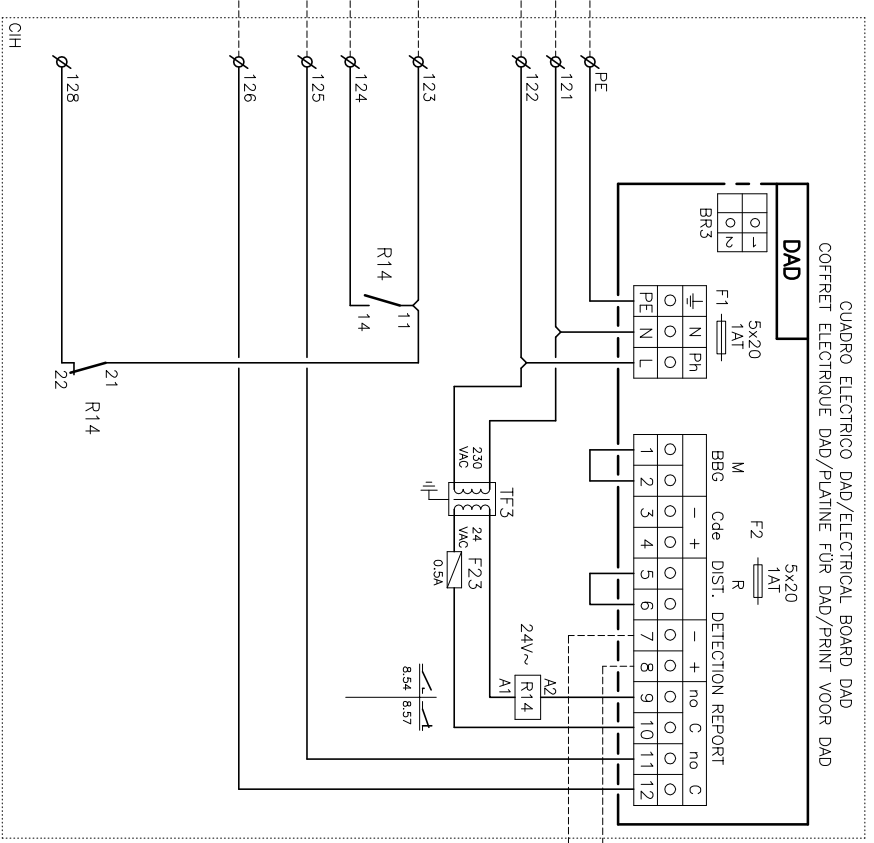 CUADRO ELECTRICO DAD/ELECTRICAL BOARD DAD
COFFRET ELECTRIQUE DAD/PLATINE FÜR DAD/PRINT VOOR DAD
DAD
1 2
BR3
5x20
1AT
F1
N Ph
PE N L
5x20
1AT
F2
M R
BBG Cde DIST. DETECTION REPORT
- + - + no C no C
1 2 3 4 5 6 7 8 9 10 11 12
PE
121
122
123
124
125
126
128
CIH
230
VAC
TF3
24
VAC
F23
0.5A
24V~
A1 R14 A2
8.54 8.57
R14
11
14
21
22
R14